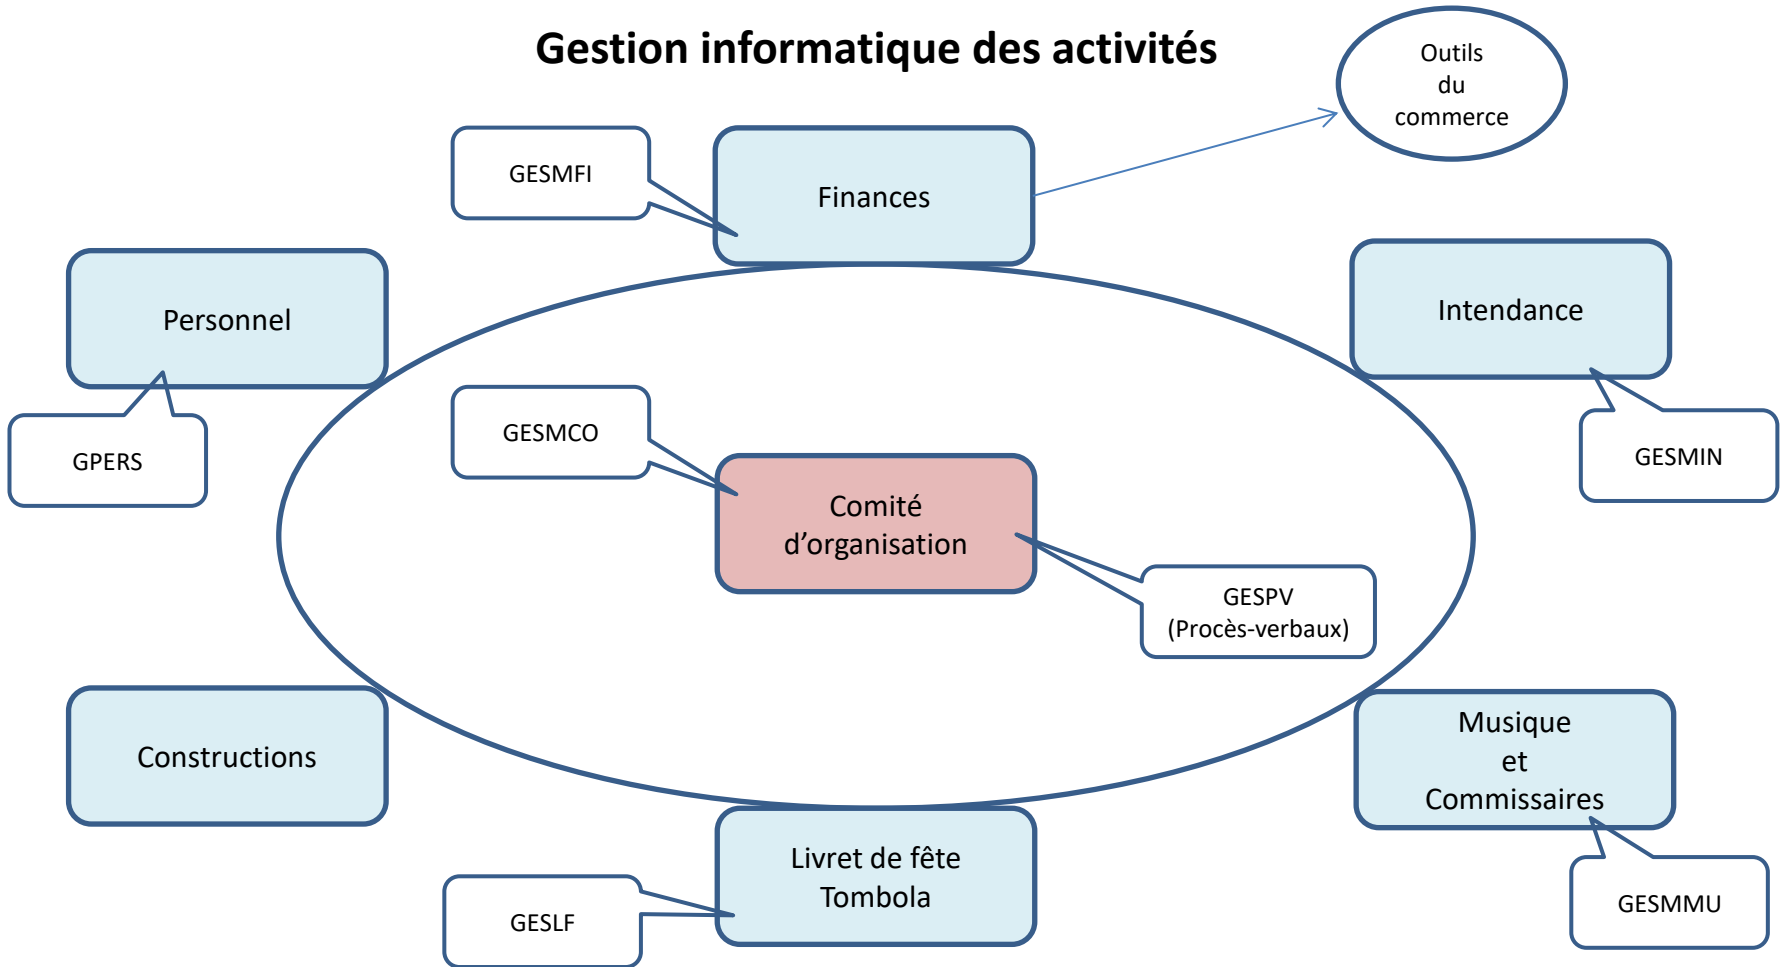 Gestion informatique des activités
Outils
du
commerce
GESMFI
Finances
Personnel
Intendance
GPERS
GESMCO
GESMIN
Comité
d’organisation
GESPV
(Procès-verbaux)
Constructions
Musique
et
Commissaires
Livret de fête
Tombola
GESLF
GESMMU